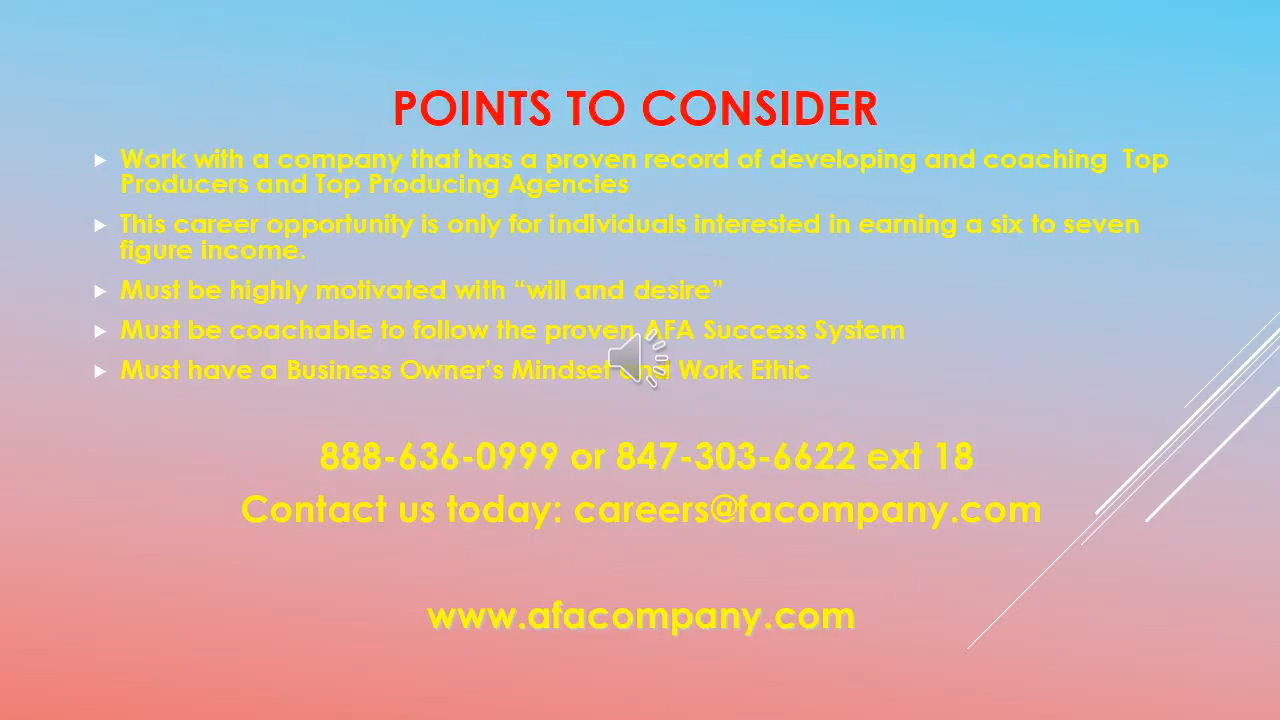 POINTS TO CONSIDER
Work with a company that has a proven record of developing and coaching  Top
Producers and Top Producing Agencies
This career opportunity is only for individuals interested in earning a six to seven
figure income.
Must be highly motivated with “will and desire”
Must be coachable to follow the proven AFA Success System
Must have a Business Owner’s Mindset and Work Ethic
888-636-0999 or 847-303-6622 ext 18
Contact us today: careers@facompany.com
www.afacompany.com